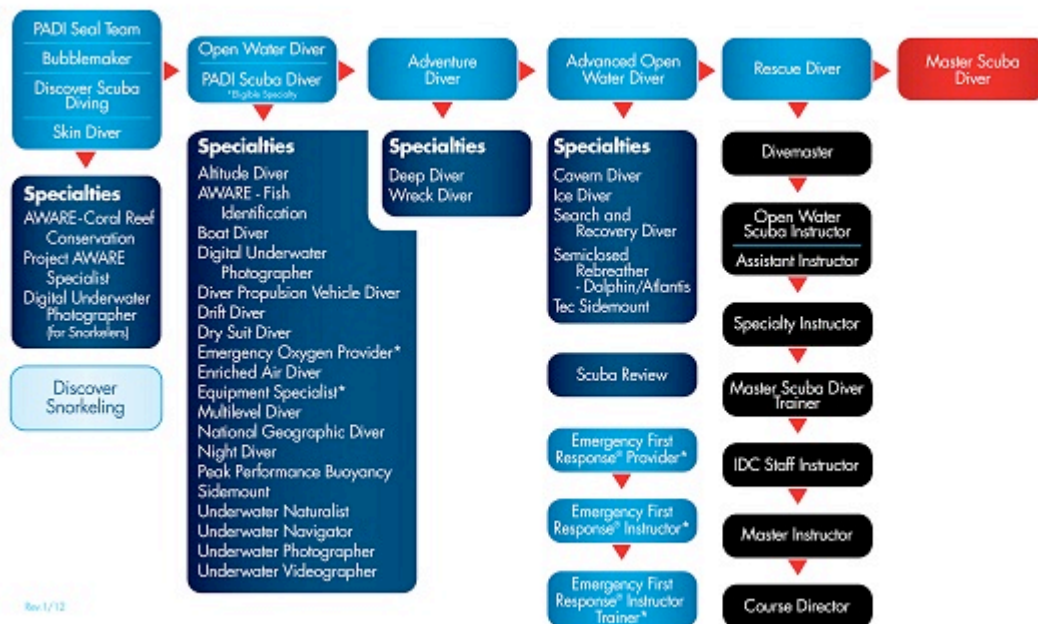 PADI Seal Team
Bubblemaker
Discover Scuba
Diving
Skin Diver
Specialties
AWARE-Coral Reef
Conservation
Project AWARE
Specialist
Digital Underwater
Photographer
(for Snorkelers)
Discover
Snorkeling
Open Water Diver
PADI Scuba Diver
*Eligible Specialty
Specialties
Altitude Diver
AWARE - Fish
Identification
Boat Diver
Digital Underwater
Photographer
Diver Propulsion Vehicle Diver
Drift Diver
Dry Suit Diver
Emergency Oxygen Provider*
Enriched Air Diver
Equipment Specialist*
Multilevel Diver
National Geographic Diver
Night Diver
Peak Performance Buoyancy
Sidemount
Underwater Naturalist
Underwater Navigator
Underwater Photographer
Underwater Videographer
Adventure
Diver
Specialties
Deep Diver
Wreck Diver
Advanced Open
Water Diver
Specialties
Cavern Diver
Ice Diver
Search and
Recovery Diver
Semiclosed
Rebreather
- Dolphin/Atlantis
Tec Sidemount
Scuba Review
Emergency First
Response® Provider*
Emergency First
Response® Instructor*
Emergency First
Response® Instructor
Trainer*
Rescue Diver
Divemaster
Open Water
Scuba Instructor
Assistant Instructor
Specialty Instructor
Master Scuba Diver
Trainer
IDC Staff Instructor
Master Instructor
Course Director
Master Scuba
Diver
Rev 1/12